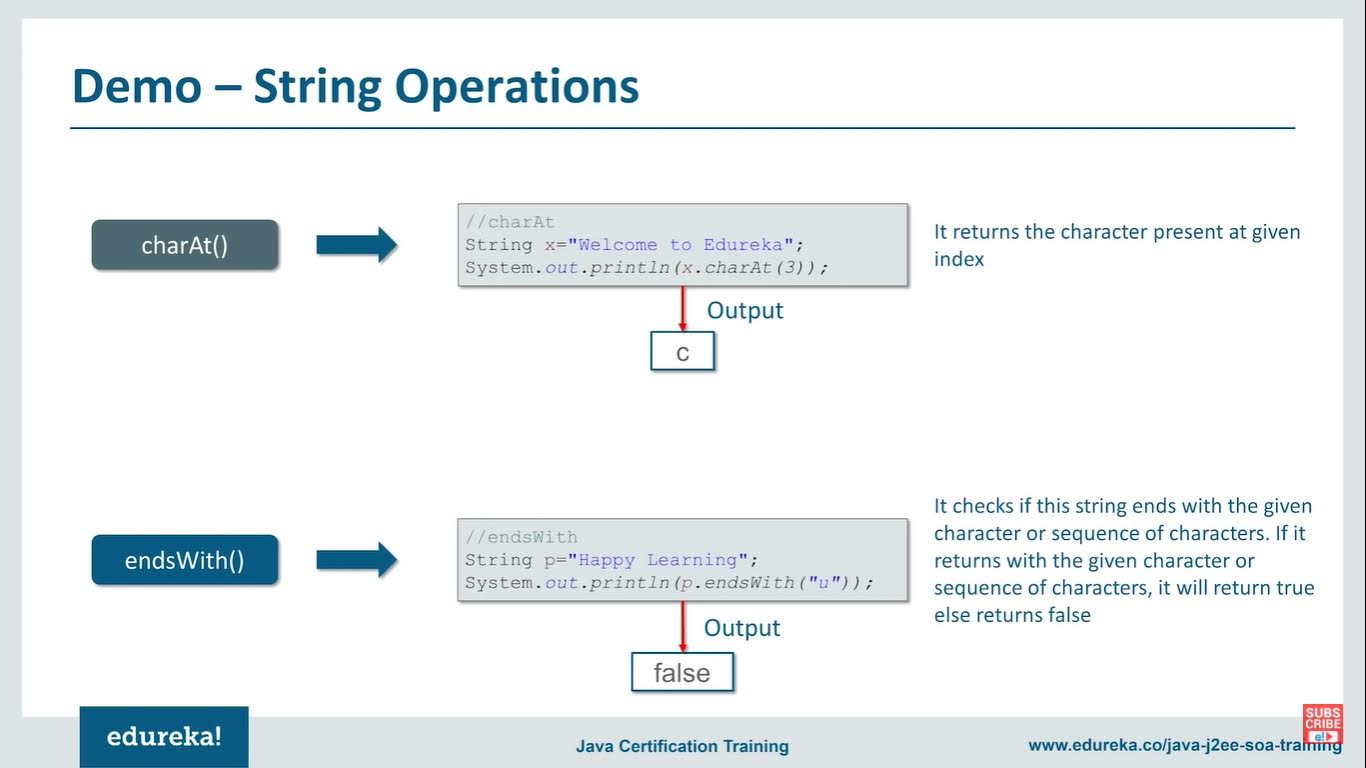 Demo – String Operations
charAt()
//charAt
String x="Welcome to Edureka";
System.out.println(x.charAt(3));
It returns the character present at given
index
Output
c
endsWith()
//endsWith
String p="Happy Learning";
System.out.println(p.endsWith("u"));
It checks if this string ends with the given
character or sequence of characters. If it
returns with the given character or
sequence of characters, it will return true
else returns false
Output
false
edureka!
Java Certification Training
www.edureka.co/java-j2ee-soa-training
SUBS
CRIBE
e!